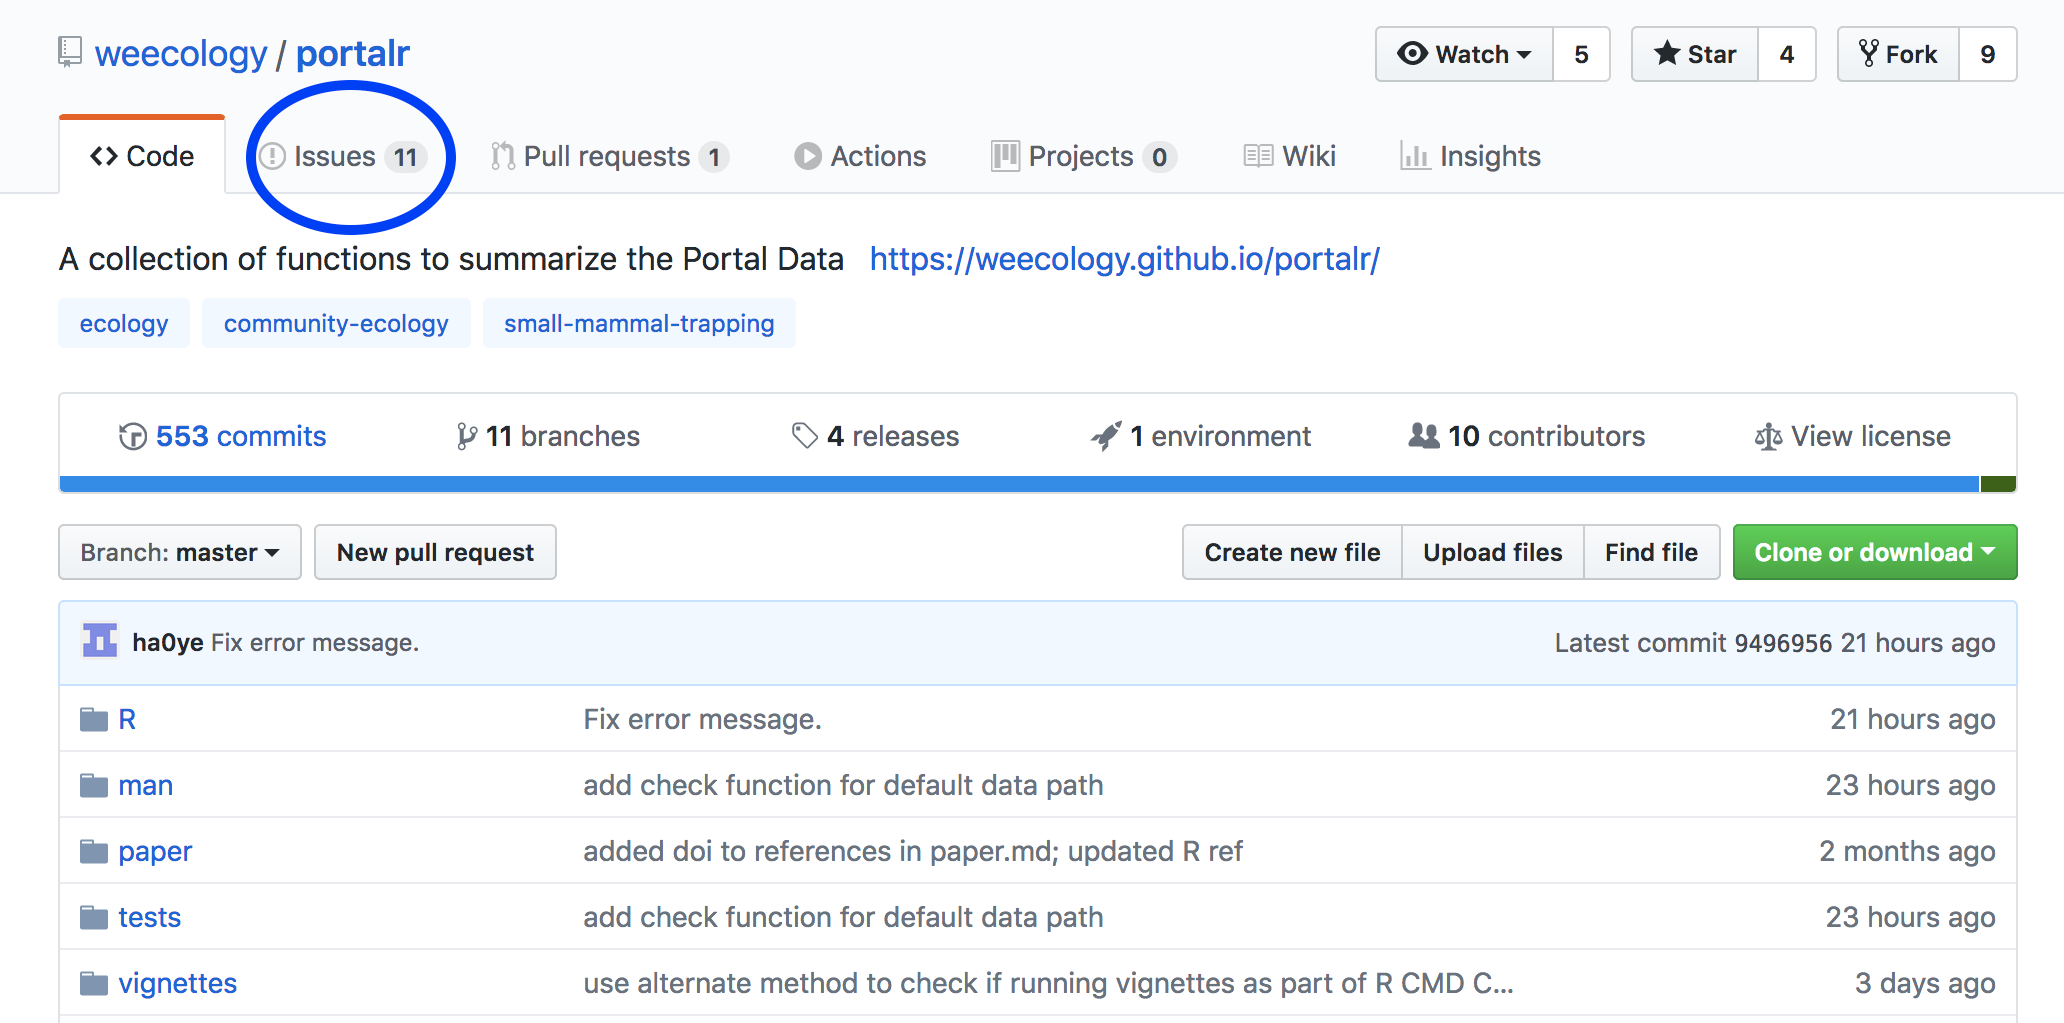 weecology / portalr
Watch 5 Star 4 Fork 9
Code Issues 11 Pull requests 1 Actions Projects 0 Wiki Insights
A collection of functions to summarize the Portal Data https://weecology.github.io/portalr/
ecology community-ecology small-mammal-trapping
553 commits 11 branches 4 releases 1 environment 10 contributors View license
Branch: master New pull request Create new file Upload files Find file Clone or download
ha0ye Fix error message. Latest commit 9496956 21 hours ago
R Fix error message. 21 hours ago
man add check function for default data path 23 hours ago
paper added doi to references in paper.md; updated R ref 2 months ago
tests add check function for default data path 23 hours ago
vignettes use alternate method to check if running vignettes as part of R CMD C... 3 days ago